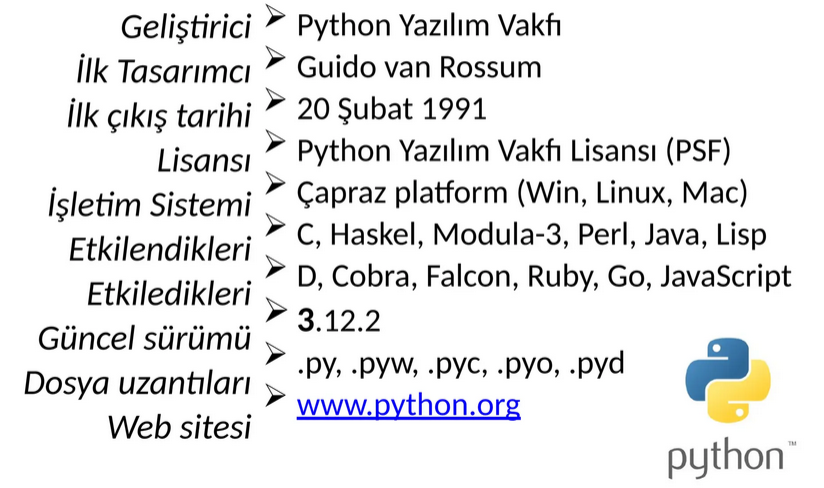 Geliştirici ➢ Python Yazılım Vakfı
İlk Tasarımcı ➢ Guido van Rossum
İlk çıkış tarihi ➢ 20 Şubat 1991
Lisansı ➢ Python Yazılım Vakfı Lisansı (PSF)
İşletim Sistemi ➢ Çapraz platform (Win, Linux, Mac)
Etkilendikleri ➢ C, Haskel, Modula-3, Perl, Java, Lisp
Etkiledikleri ➢ D, Cobra, Falcon, Ruby, Go, JavaScript
Güncel sürümü ➢ 3.12.2
Dosya uzantıları ➢ .py, .pyw, .pyc, .pyo, .pyd
Web sitesi ➢ www.python.org
python™